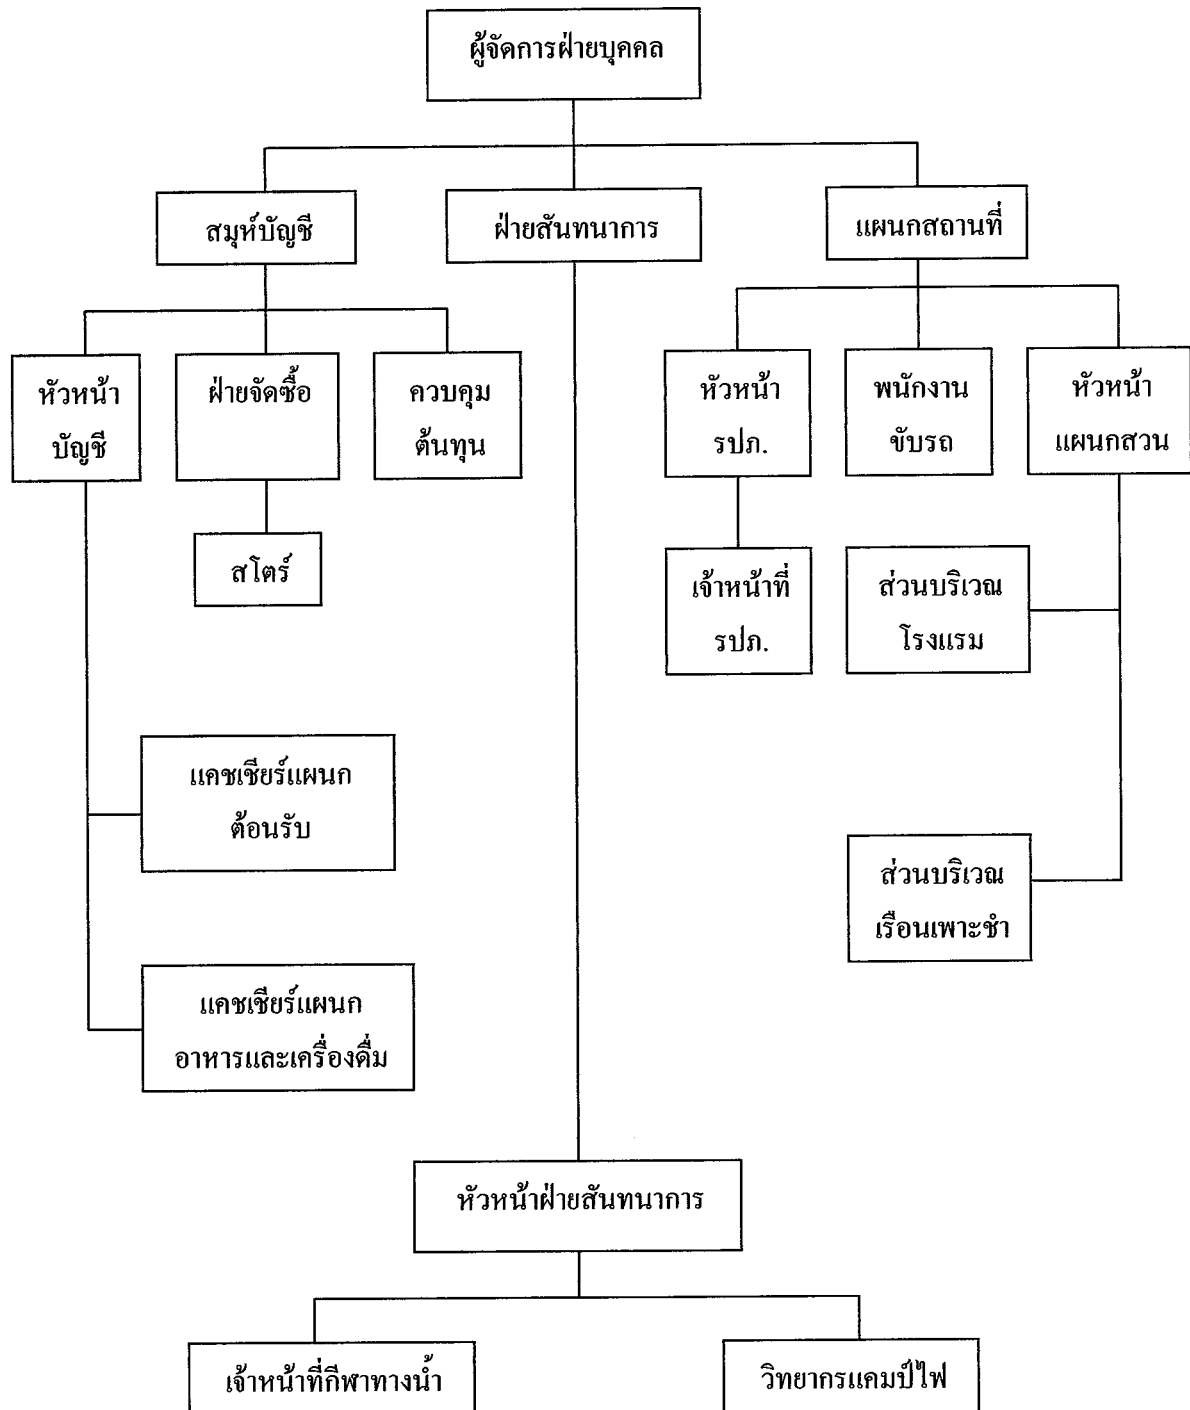 ผู้จัดการฝ่ายบุคคล
สมุห์บัญชี
ฝ่ายสันทนาการ
แผนกสถานที่
หัวหน้า
บัญชี
ฝ่ายจัดซื้อ
ควบคุม
ต้นทุน
หัวหน้า
รปภ.
พนักงาน
ขับรถ
หัวหน้า
แผนกสวน
สโตร์
เจ้าหน้าที่
รปภ.
ส่วนบริเวณ
โรงแรม
แคชเชียร์แผนก
ต้อนรับ
ส่วนบริเวณ
เรือนเพาะชำ
แคชเชียร์แผนก
อาหารและเครื่องดื่ม
หัวหน้าฝ่ายสันทนาการ
เจ้าหน้าที่กีฬาทางน้ำ
วิทยากรแคมป์ไฟ